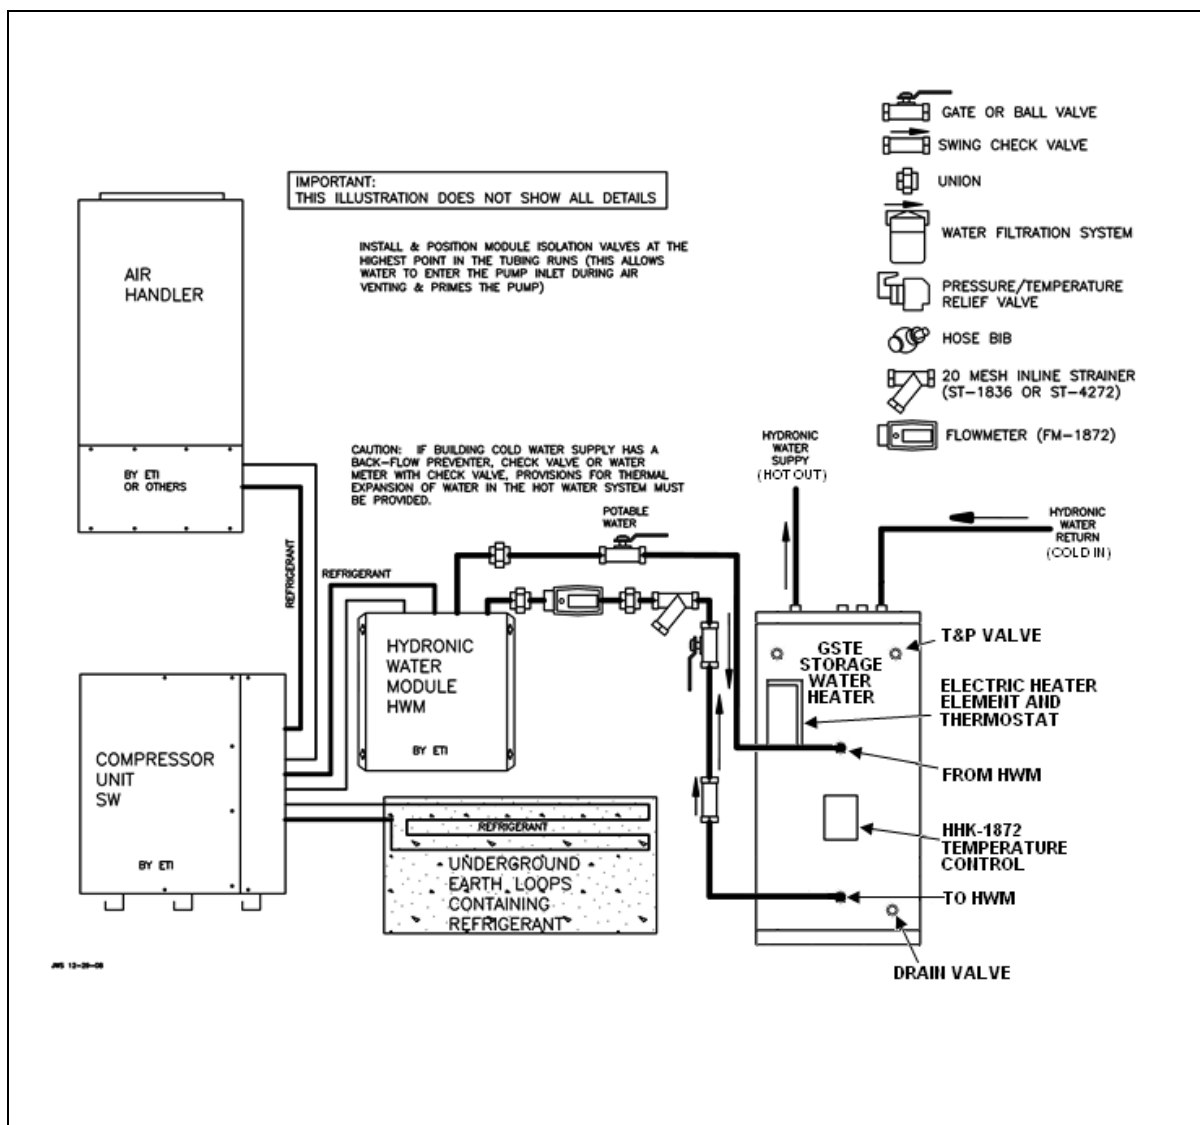 GATE OR BALL VALVE
SWING CHECK VALVE
UNION
WATER FILTRATION SYSTEM
PRESSURE/TEMPERATURE
RELIEF VALVE
HOSE BIB
20 MESH INLINE STRAINER
(ST-1836 OR ST-4272)
FLOWMETER (FM-1872)
IMPORTANT:
THIS ILLUSTRATION DOES NOT SHOW ALL DETAILS
INSTALL & POSITION MODULE ISOLATION VALVES AT THE
HIGHEST POINT IN THE TUBING RUNS (THIS ALLOWS
WATER TO ENTER THE PUMP INLET DURING AIR
VENTING & PRIMES THE PUMP)
AIR
HANDLER
BY ETI
OR OTHERS
CAUTION: IF BUILDING COLD WATER SUPPLY HAS A
BACK-FLOW PREVENTER, CHECK VALVE OR WATER
METER WITH CHECK VALVE, PROVISIONS FOR THERMAL
EXPANSION OF WATER IN THE HOT WATER SYSTEM MUST
BE PROVIDED.
HYDRONIC
WATER
SUPPLY
(HOT OUT)
HYDRONIC
WATER
RETURN
(COLD IN)
POTABLE
WATER
REFRIGERANT
REFRIGERANT
HYDRONIC
WATER
MODULE
HWM
BY ETI
COMPRESSOR
UNIT
SW
BY ETI
REFRIGERANT
UNDERGROUND
EARTH LOOPS
CONTAINING
REFRIGERANT
GSTE
STORAGE
WATER
HEATER
T&P VALVE
ELECTRIC HEATER
ELEMENT AND
THERMOSTAT
FROM HWM
HHK-1872
TEMPERATURE
CONTROL
TO HWM
DRAIN VALVE
JWS 12-29-08